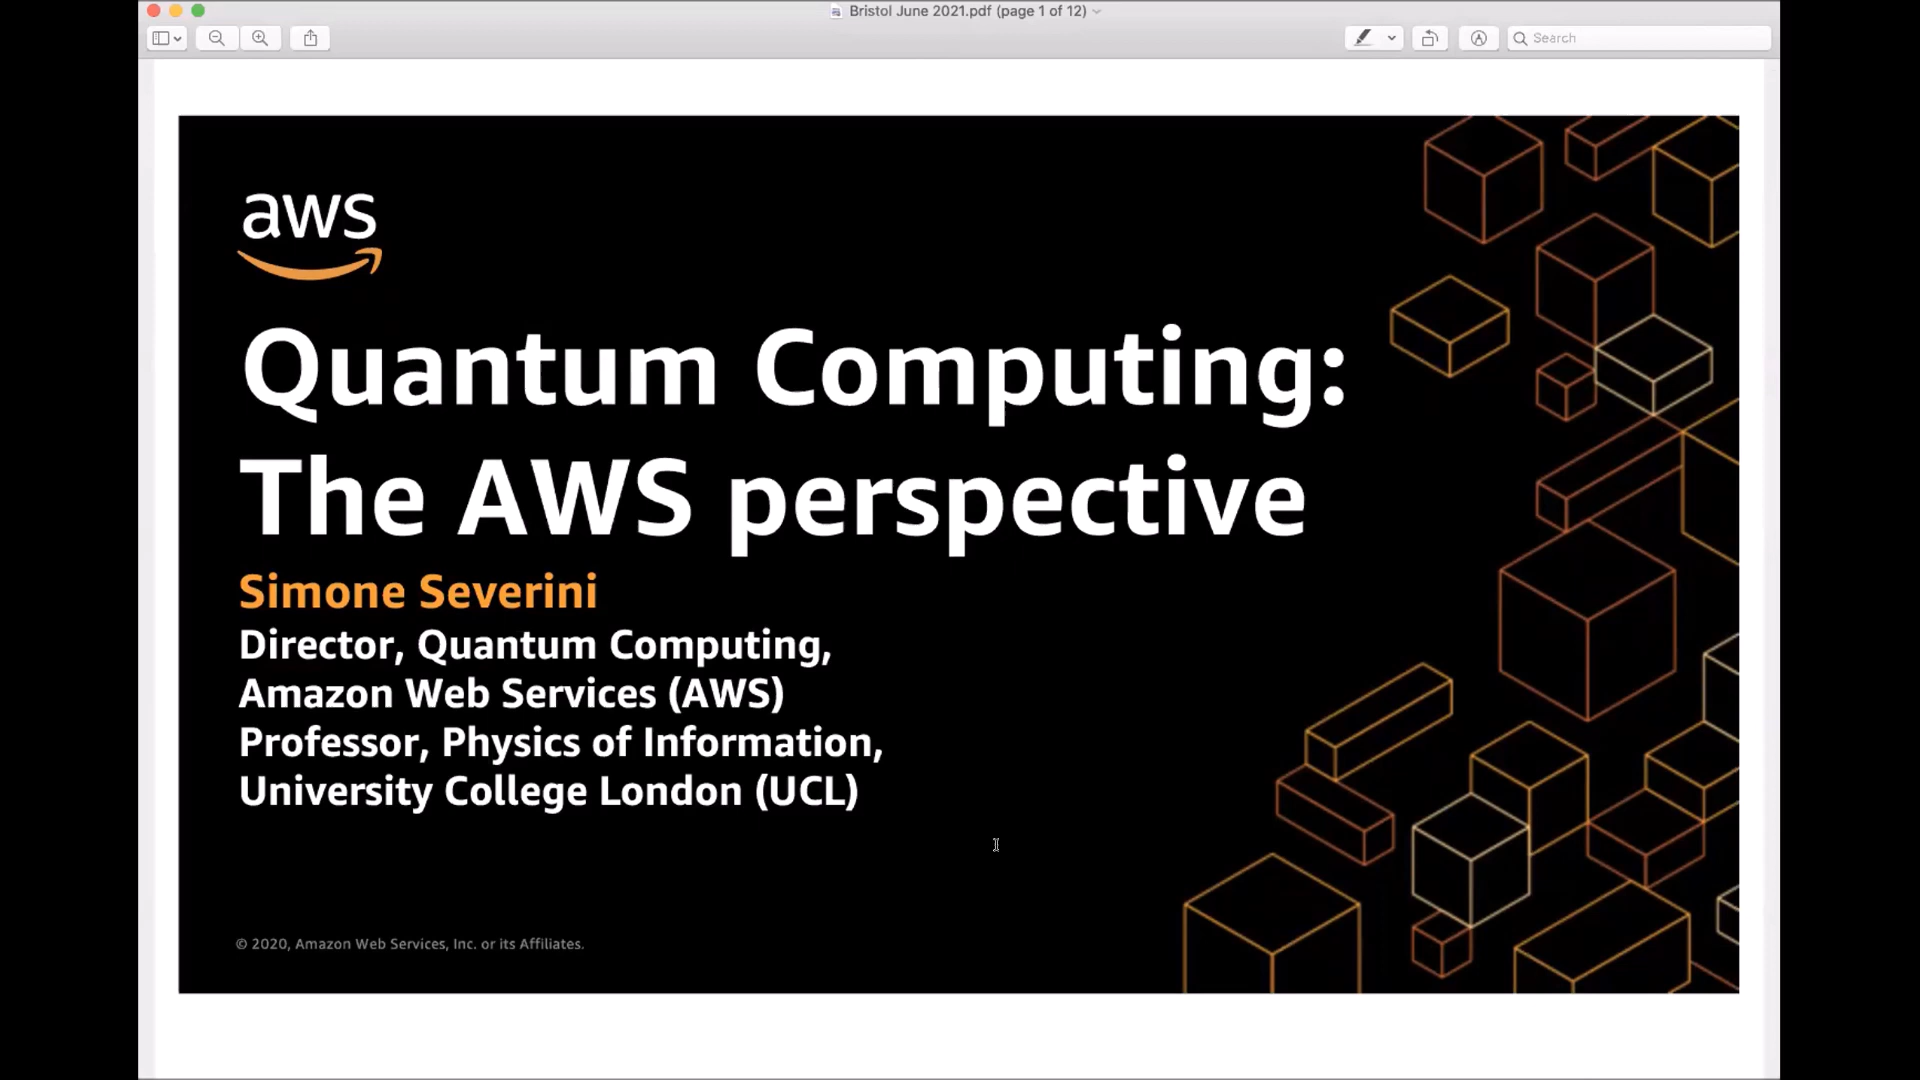 Bristol June 2021.pdf (page 1 of 12)
Search
aws
Quantum Computing:
The AWS perspective
Simone Severini
Director, Quantum Computing,
Amazon Web Services (AWS)
Professor, Physics of Information,
University College London (UCL)
© 2020, Amazon Web Services, Inc. or its Affiliates.